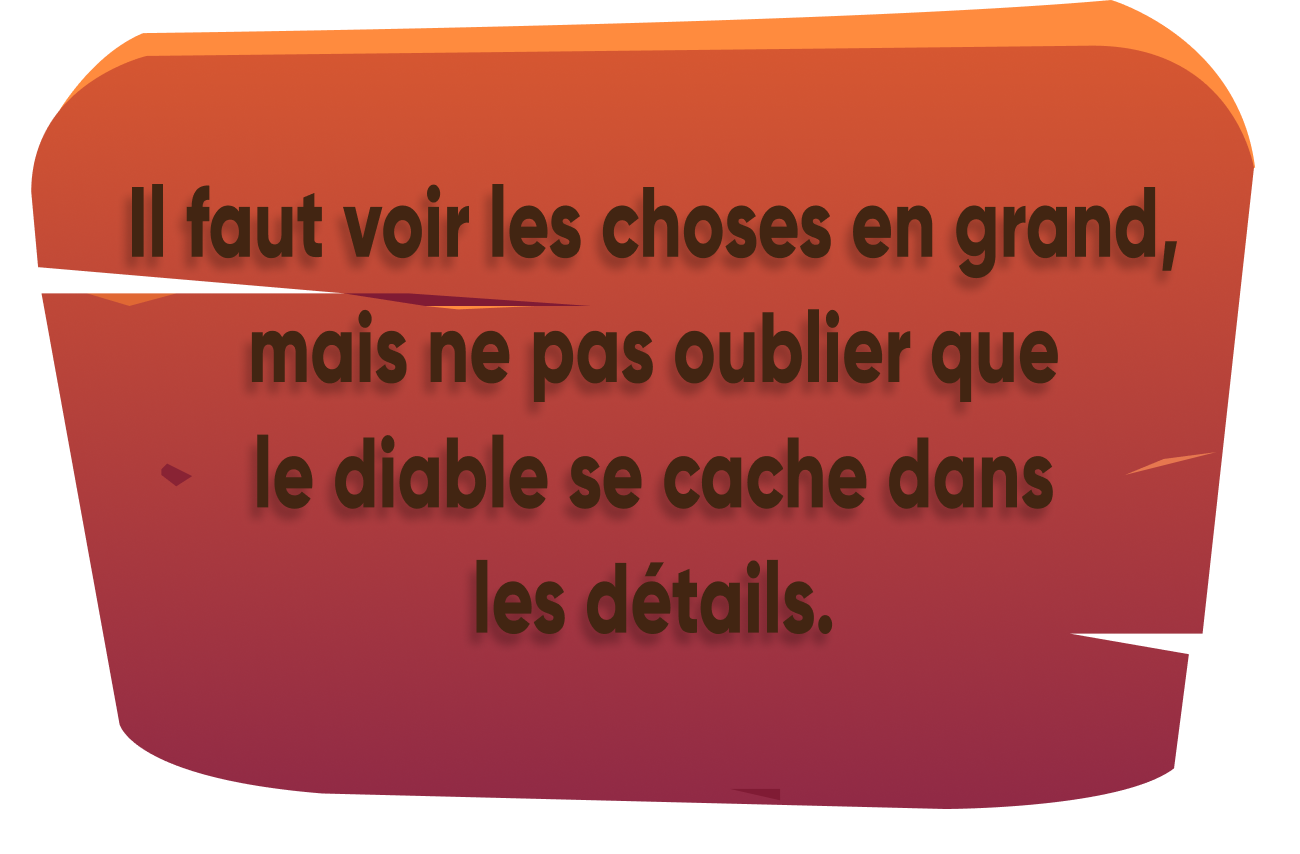 Il faut voir les choses en grand,
mais ne pas oublier que
le diable se cache dans
les détails.